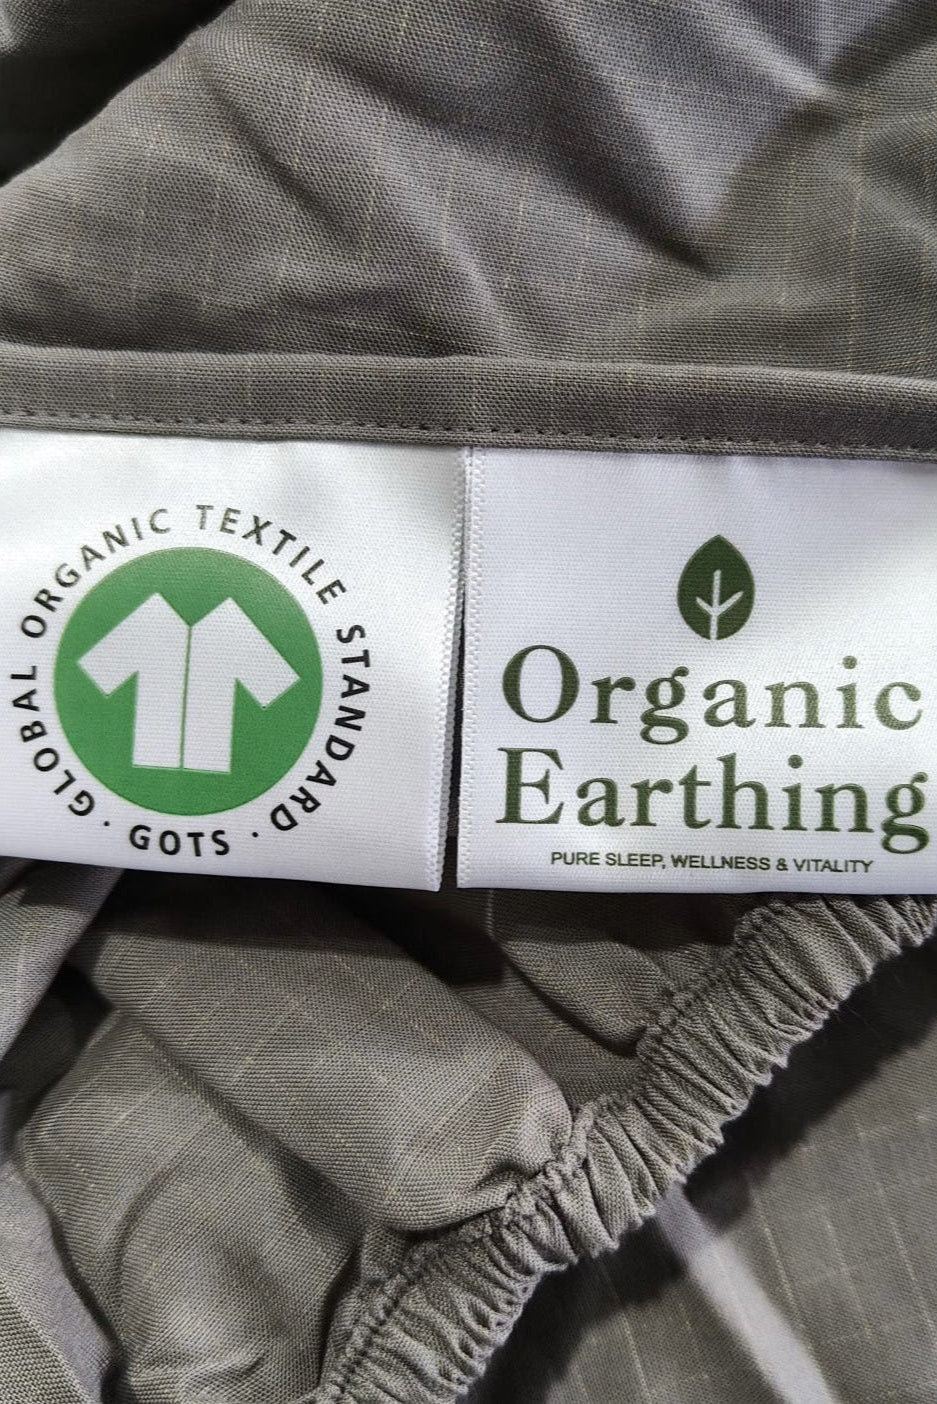 GLOBAL ORGANIC TEXTILE STANDARD · GOTS ·
Organic
Earthing
PURE SLEEP, WELLNESS & VITALITY